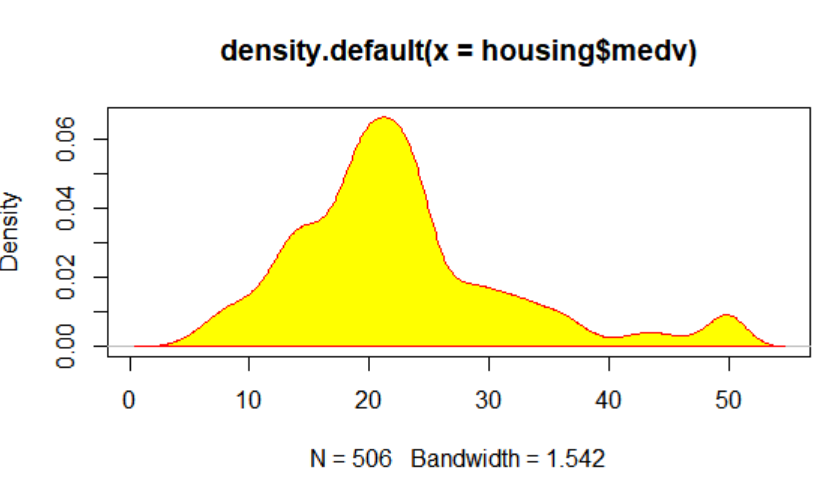 density.default(x = housing$medv)
Density
0.06
0.04
0.02
0.00
0 10 20 30 40 50
N = 506 Bandwidth = 1.542